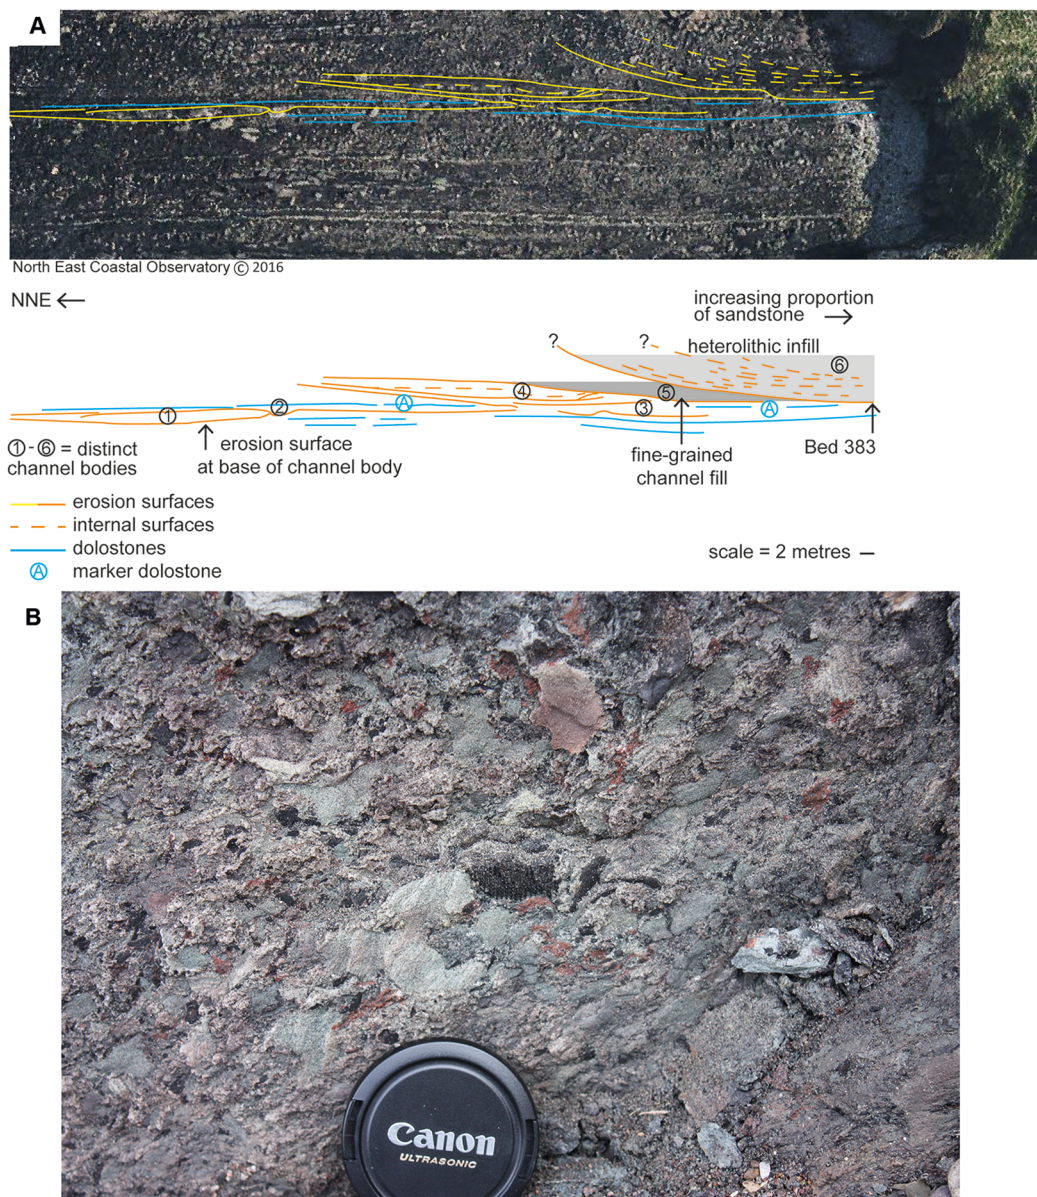 A
North East Coastal Observatory © 2016
NNE
increasing proportion
of sandstone
? ? heterolithic infill
⑥
④ ⑤
Ⓐ ③ Ⓐ
① ②
①-⑥ = distinct
channel bodies
erosion surface
at base of channel body
fine-grained
channel fill
Bed 383
erosion surfaces
internal surfaces
dolostones
Ⓐ marker dolostone
scale = 2 metres
B
Canon
ULTRASONIC